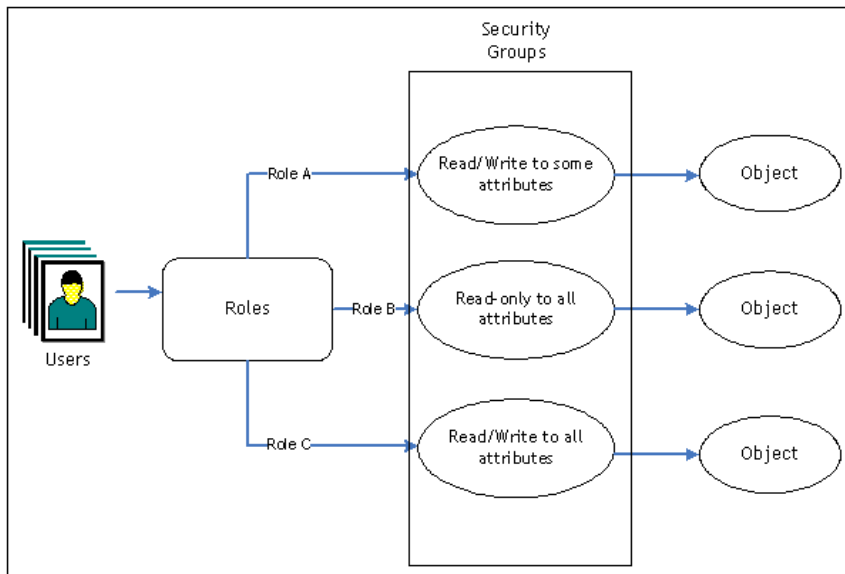 Security
Groups
Role A
Read/Write to some
attributes
Object
Users
Roles
Role B
Read-only to all
attributes
Object
Role C
Read/Write to all
attributes
Object